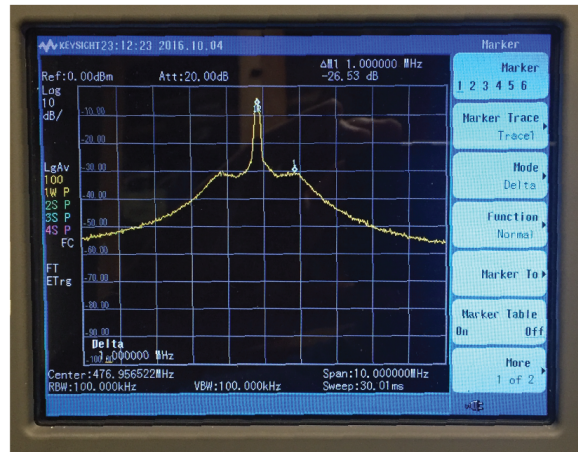 KEYSIGHT 23:12:23 2016.10.04
Marker
ΔM1 1.000000 MHz
Ref:0.00dBm Att:20.00dB -26.53 dB
Log
10
dB/
-10.00
-20.00
-30.00
-40.00
-50.00
-60.00
-70.00
-80.00
-90.00
LgAv
100
1W P
2S P
3S P
4S P
FC
FT
ETrg
1
Delta
1.000000 MHz
Center:476.956522MHz Span:10.000000MHz
RBW:100.000kHz VBW:100.000kHz Sweep:30.01ms
Marker
1 2 3 4 5 6
Marker Trace
Trace1
Mode
Delta
Function
Normal
Marker To
Marker Table
On Off
More
1 of 2